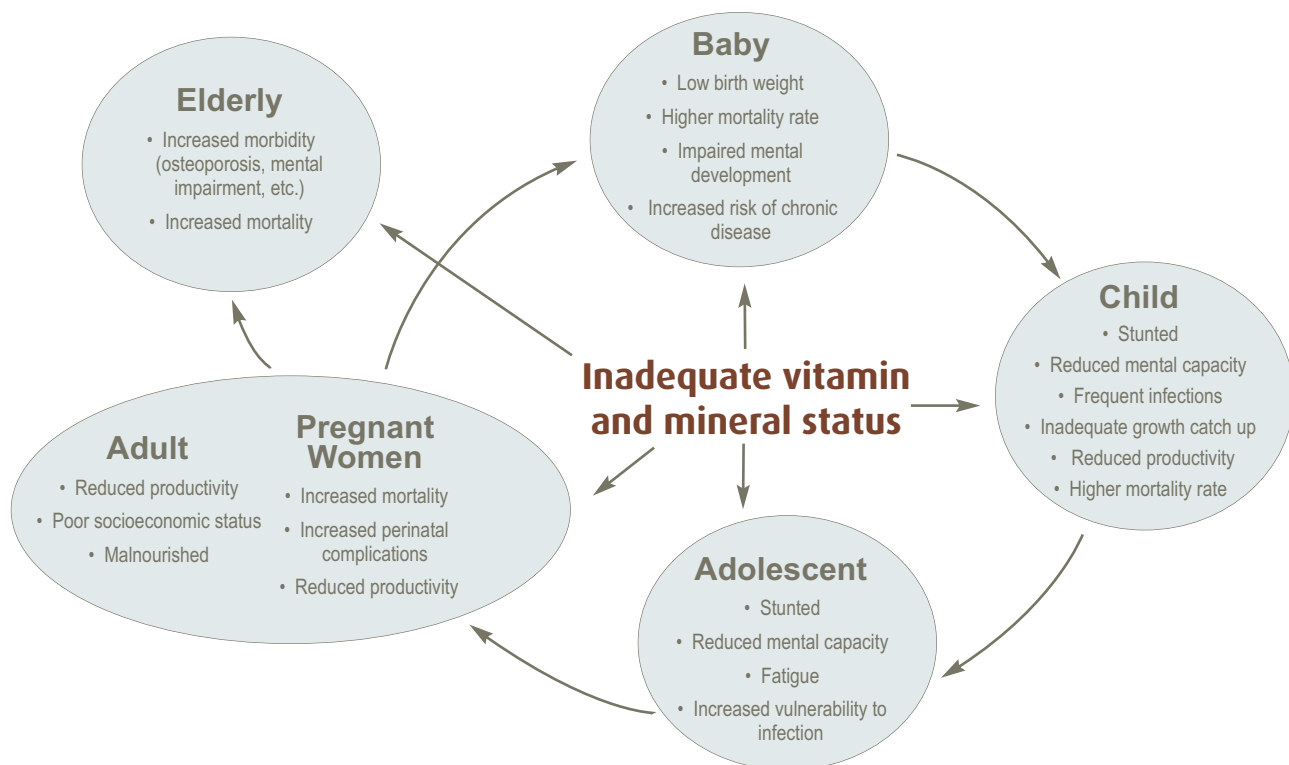 Baby
• Low birth weight
• Higher mortality rate
• Impaired mental
development
• Increased risk of chronic
disease
Elderly
• Increased morbidity
(osteoporosis, mental
impairment, etc.)
• Increased mortality
Child
• Stunted
• Reduced mental capacity
• Frequent infections
• Inadequate growth catch up
• Reduced productivity
• Higher mortality rate
Inadequate vitamin
and mineral status
Adult
• Reduced productivity
• Poor socioeconomic status
• Malnourished
Pregnant
Women
• Increased mortality
• Increased perinatal
complications
• Reduced productivity
Adolescent
• Stunted
• Reduced mental capacity
• Fatigue
• Increased vulnerability to
infection